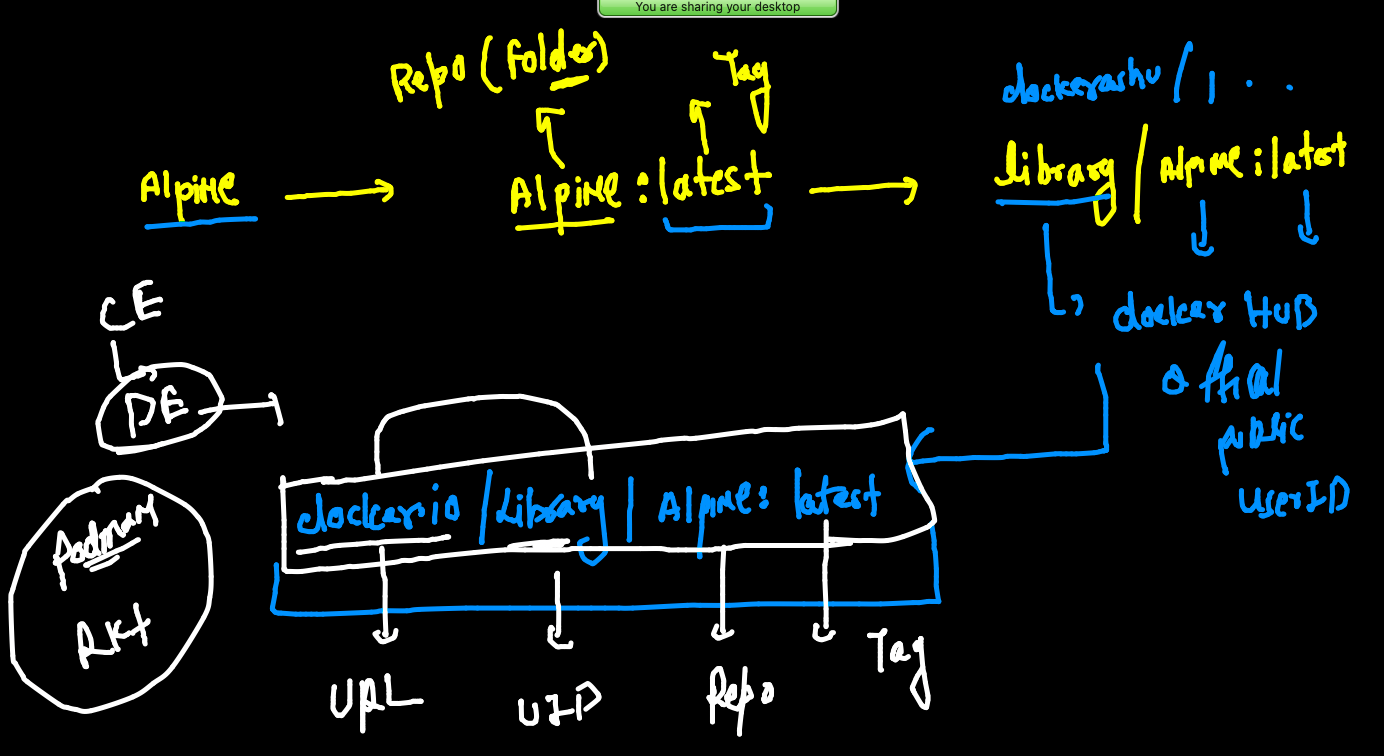 You are sharing your desktop
Repo (folder)
Tag
dockerashu / , . .
Alpine → Alpine : latest → library / Alpine : latest
CE
DE
docker HUB
official
public
userID
docker.io / Library / Alpine : latest
Podman
RKt
URL
UID
Repo
Tag